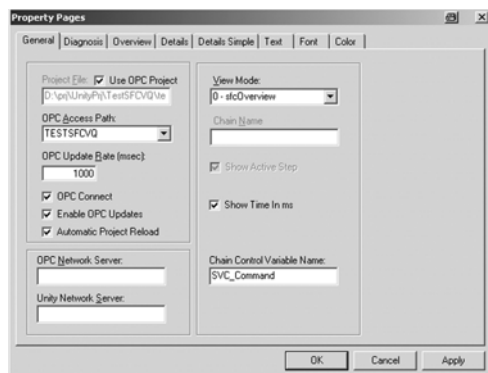 Property Pages
General Diagnosis Overview Details Details Simple Text Font Color
Project File: Use OPC Project
D:\prj\UnityPrj\TestSFCVQ\te
OPC Access Path:
TESTSFCVQ
OPC Update Rate (msec):
1000
OPC Connect
Enable OPC Updates
Automatic Project Reload
OPC Network Server:
Unity Network Server:
View Mode:
0 - sfcOverview
Chain Name
Show Active Step
Show Time In ms
Chain Control Variable Name:
SVC_Command
OK Cancel Apply